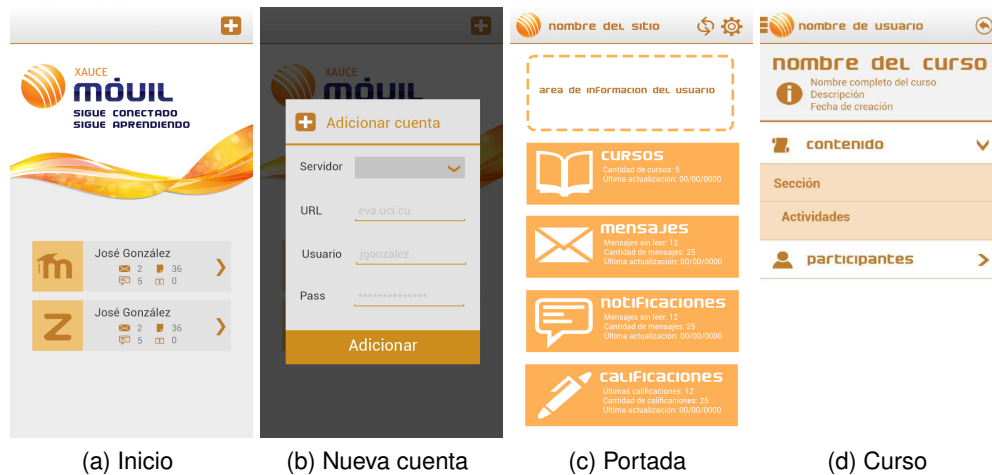 XAUCE
móvil
SIGUE CONECTADO
SIGUE APRENDIENDO
m
José González
2 36
5 0
Z
José González
2 36
5 0
(a) Inicio
XAUCE
móvil
SIGUE CONECTADO
SIGUE APRENDIENDO
Adicionar cuenta
Servidor
URL eva.uci.cu
Usuario jgonzalez
Pass **************
Adicionar
(b) Nueva cuenta
nombre del sitio
area de informacion del usuario
cursos
Cantidad de cursos: 5
Última actualización: 00/00/0000
mensajes
Mensajes sin leer: 12
Cantidad de mensajes: 25
Última actualización: 00/00/0000
notificaciones
Mensajes sin leer: 12
Cantidad de mensajes: 25
Última actualización: 00/00/0000
calificaciones
Últimas calificaciones: 12
Cantidad de calificaciones: 25
Última actualización: 00/00/0000
(c) Portada
nombre de usuario
nombre del curso
Nombre completo del curso
Descripción
Fecha de creación
contenido
Sección
Actividades
participantes
(d) Curso